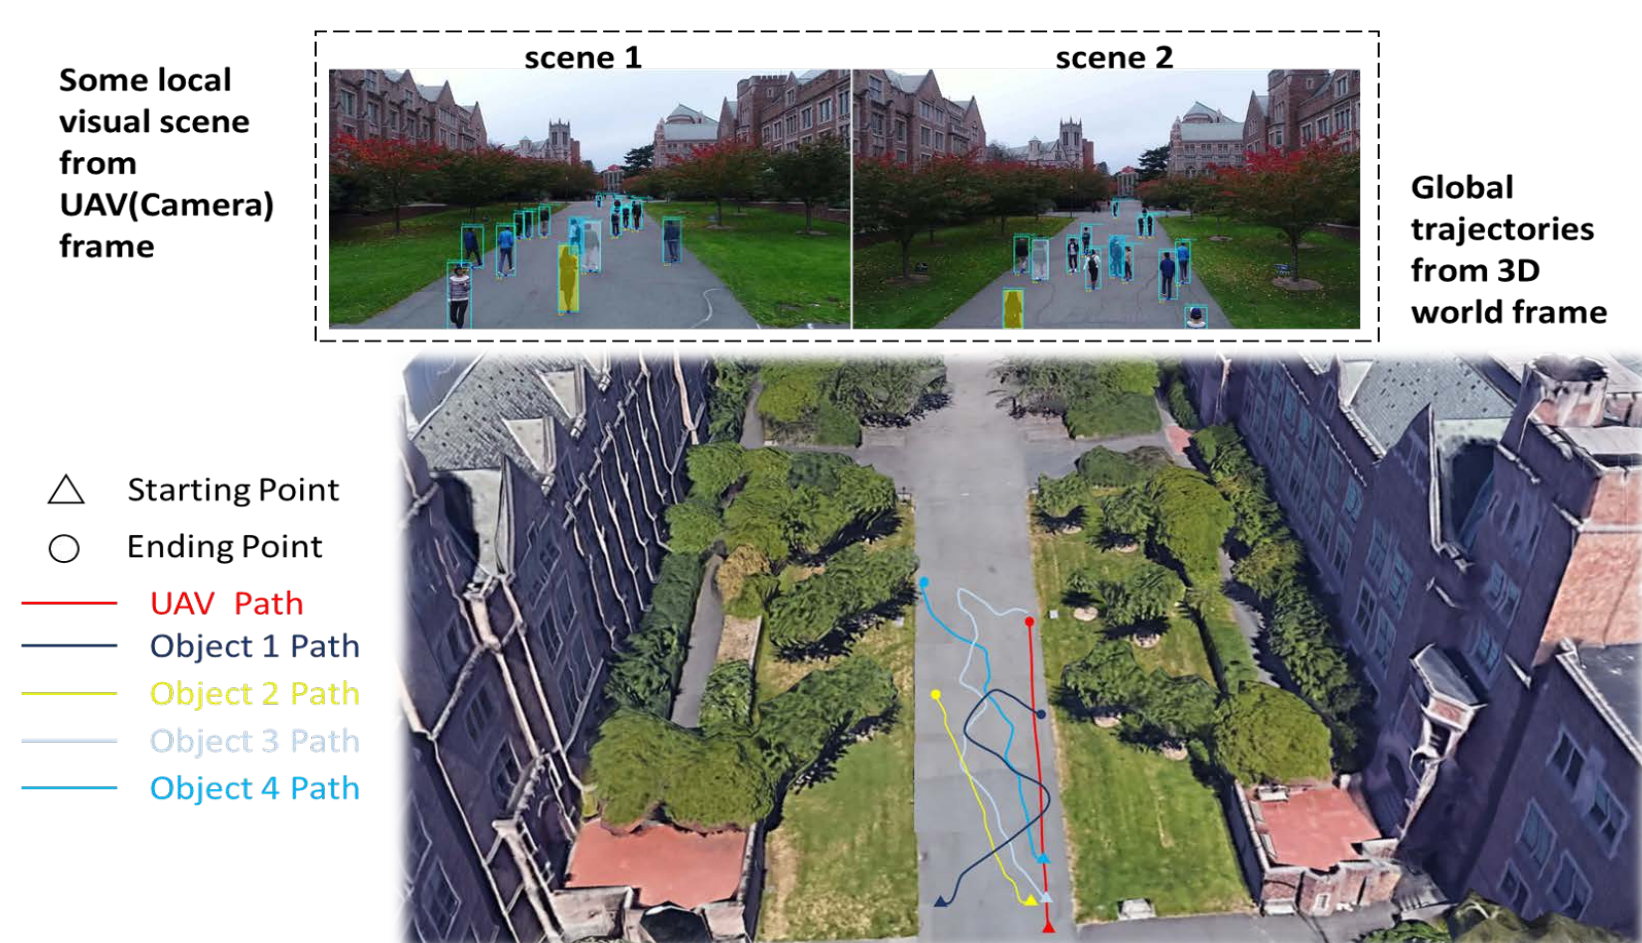 scene 1
scene 2
Some local
visual scene
from
UAV(Camera)
frame
Global
trajectories
from 3D
world frame
Starting Point
Ending Point
UAV Path
Object 1 Path
Object 2 Path
Object 3 Path
Object 4 Path